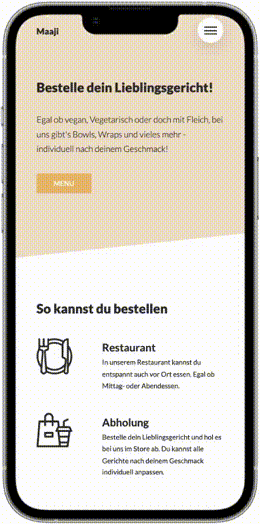 Maaji
Bestelle dein Lieblingsgericht!
Egal ob vegan, Vegetarisch oder doch mit Fleich, bei
uns gibt's Bowls, Wraps und vieles mehr -
individuell nach deinem Geschmack!
MENU
So kannst du bestellen
Restaurant
In unserem Restaurant kannst du
entspannt auch vor Ort essen. Egal ob
Mittag- oder Abendessen.
Abholung
Bestelle dein Lieblingsgericht und hol es
bei uns im Store ab. Du kannst alle
Gerichte nach deinem Geschmack
individuell anpassen.